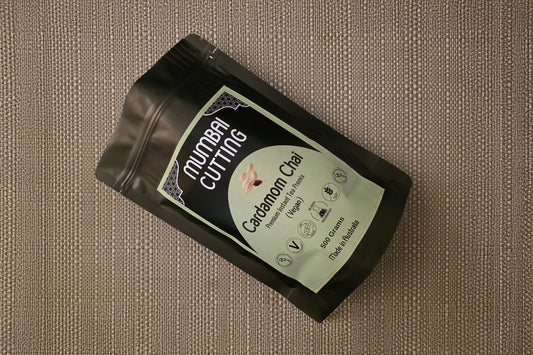 MUMBAI
CUTTING
Cardamom Chai
Premium Instant Tea Premix
(Vegan)
V
500 Grams
Made in Australia